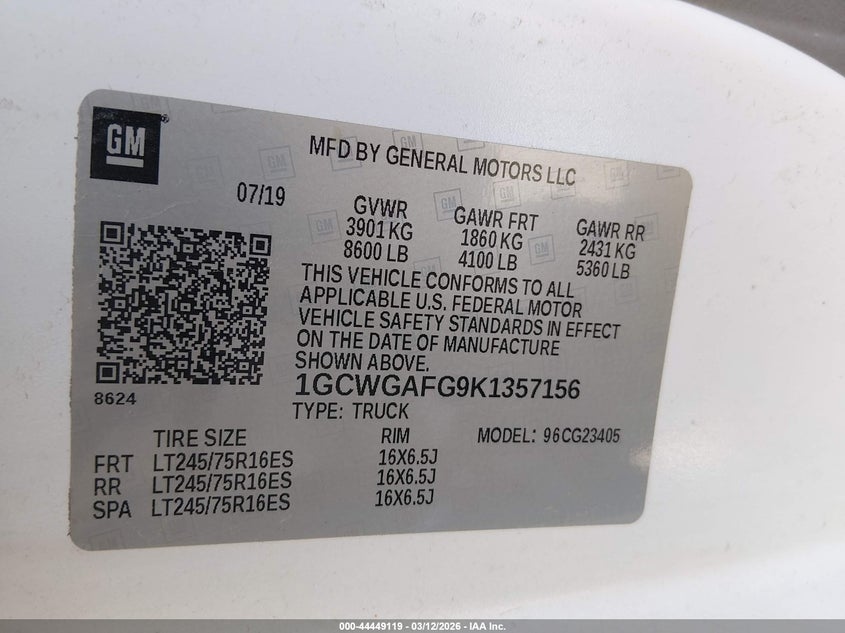 GM
MFD BY GENERAL MOTORS LLC
07/19
GVWR GAWR FRT GAWR RR
3901 KG 1860 KG 2431 KG
8600 LB 4100 LB 5360 LB
THIS VEHICLE CONFORMS TO ALL
APPLICABLE U.S. FEDERAL MOTOR
VEHICLE SAFETY STANDARDS IN EFFECT
ON THE DATE OF MANUFACTURE
SHOWN ABOVE.
8624
1GCWGAFG9K1357156
TYPE: TRUCK
TIRE SIZE RIM MODEL: 96CG23405
FRT LT245/75R16ES 16X6.5J
RR LT245/75R16ES 16X6.5J
SPA LT245/75R16ES 16X6.5J
000-44449119 - 03/12/2026 - IAA Inc.